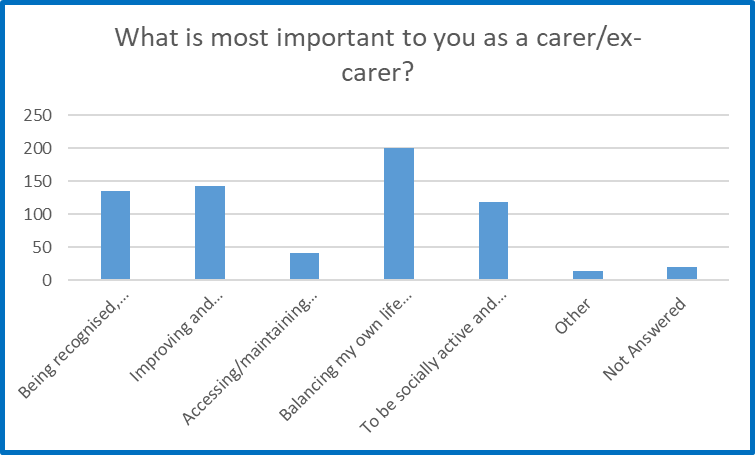 What is most important to you as a carer/ex-
carer?
250
200
150
100
50
0
Being recognised,...
Improving and...
Accessing/maintaining...
Balancing my own life...
To be socially active and...
Other
Not Answered